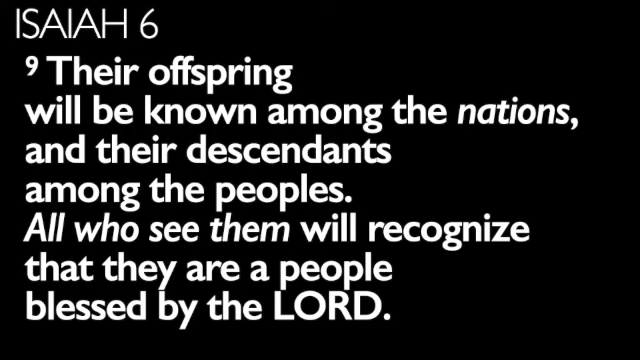 ISAIAH 6
9 Their offspring
will be known among the nations,
and their descendants
among the peoples.
All who see them will recognize
that they are a people
blessed by the LORD.